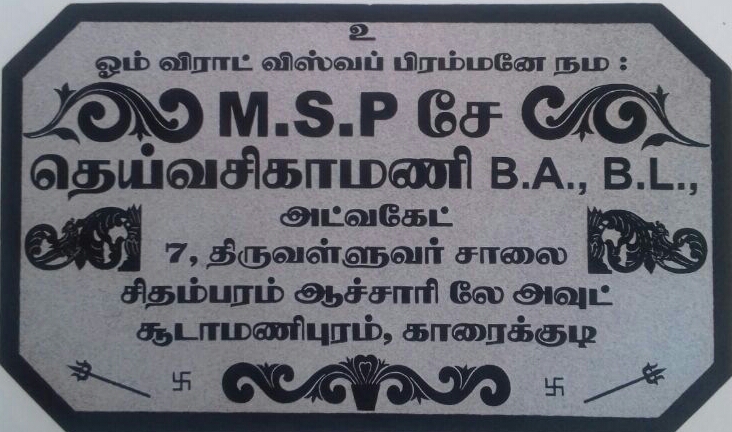 உ
ஓம் விராட் விஸ்வப் பிரம்மனே நம :
M.S.P சே
தெய்வசிகாமணி B.A., B.L.,
அட்வகேட்
7, திருவள்ளுவர் சாலை
சிதம்பரம் ஆச்சாரி லே அவுட்
சூடாமணிபுரம், காரைக்குடி